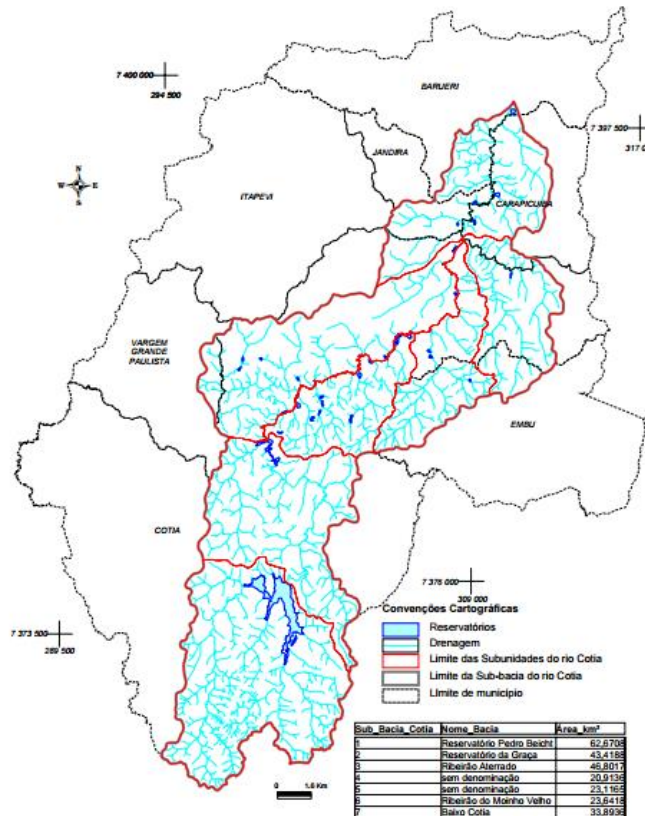 7 400 000
294 500
BARUERI
7 397 500
317 0
JANDIRA
N
W E
S
ITAPEVI
CARAPICUIBA
VARGEM
GRANDE
PAULISTA
EMBU
COTIA
7 376 000
309 000
Convenções Cartográficas
7 373 500
289 500
Reservatórios
Drenagem
Limite das Subunidades do rio Cotia
Limite da Sub-bacia do rio Cotia
Limite de município
0 1.6 Km
Sub_Bacia_Cotia Nome_Bacia Área_km²
1 Reservatório Pedro Beicht 62,6708
2 Reservatório da Graça 43,4188
3 Ribeirão Aterrado 46,8017
4 sem denominação 20,9136
5 sem denominação 23,1165
6 Ribeirão do Moinho Velho 23,6418
7 Baixo Cotia 33,8936